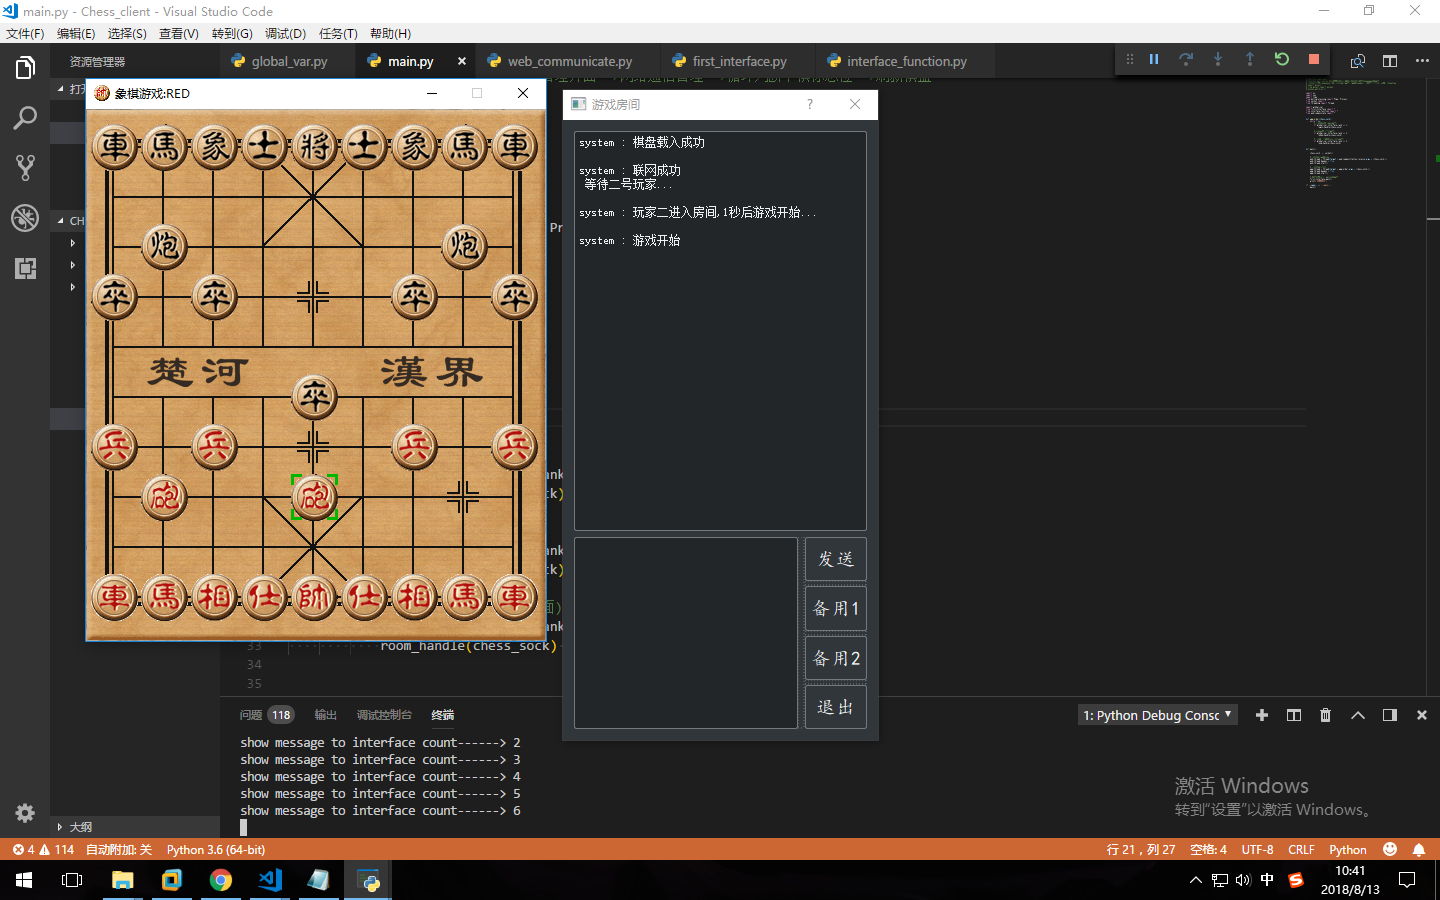 main.py - Chess_client - Visual Studio Code
文件(F) 编辑(E) 选择(S) 查看(V) 转到(G) 调试(D) 任务(T) 帮助(H)
资源管理器
global_var.py main.py web_communicate.py first_interface.py interface_function.py
象棋游戏:RED
車 馬 象 士 將 士 象 馬 車
炮 炮
卒 卒 卒 卒
楚河 漢界
卒
兵 兵 兵 兵
砲 砲
車 馬 相 仕 帥 仕 相 馬 車
游戏房间
system : 棋盘载入成功
system : 联网成功
等待二号玩家...
system : 玩家二进入房间,1秒后游戏开始...
system : 游戏开始
发送
备用1
备用2
退出
33 room_handle(chess_sock)
34
35
问题 118 输出 调试控制台 终端
1: Python Debug Consc
show message to interface count------> 2
show message to interface count------> 3
show message to interface count------> 4
show message to interface count------> 5
show message to interface count------> 6
激活 Windows
转到"设置"以激活 Windows。
大纲
4 114 自动附加: 关 Python 3.6 (64-bit)
行 21，列 27 空格: 4 UTF-8 CRLF Python
中
10:41
2018/8/13